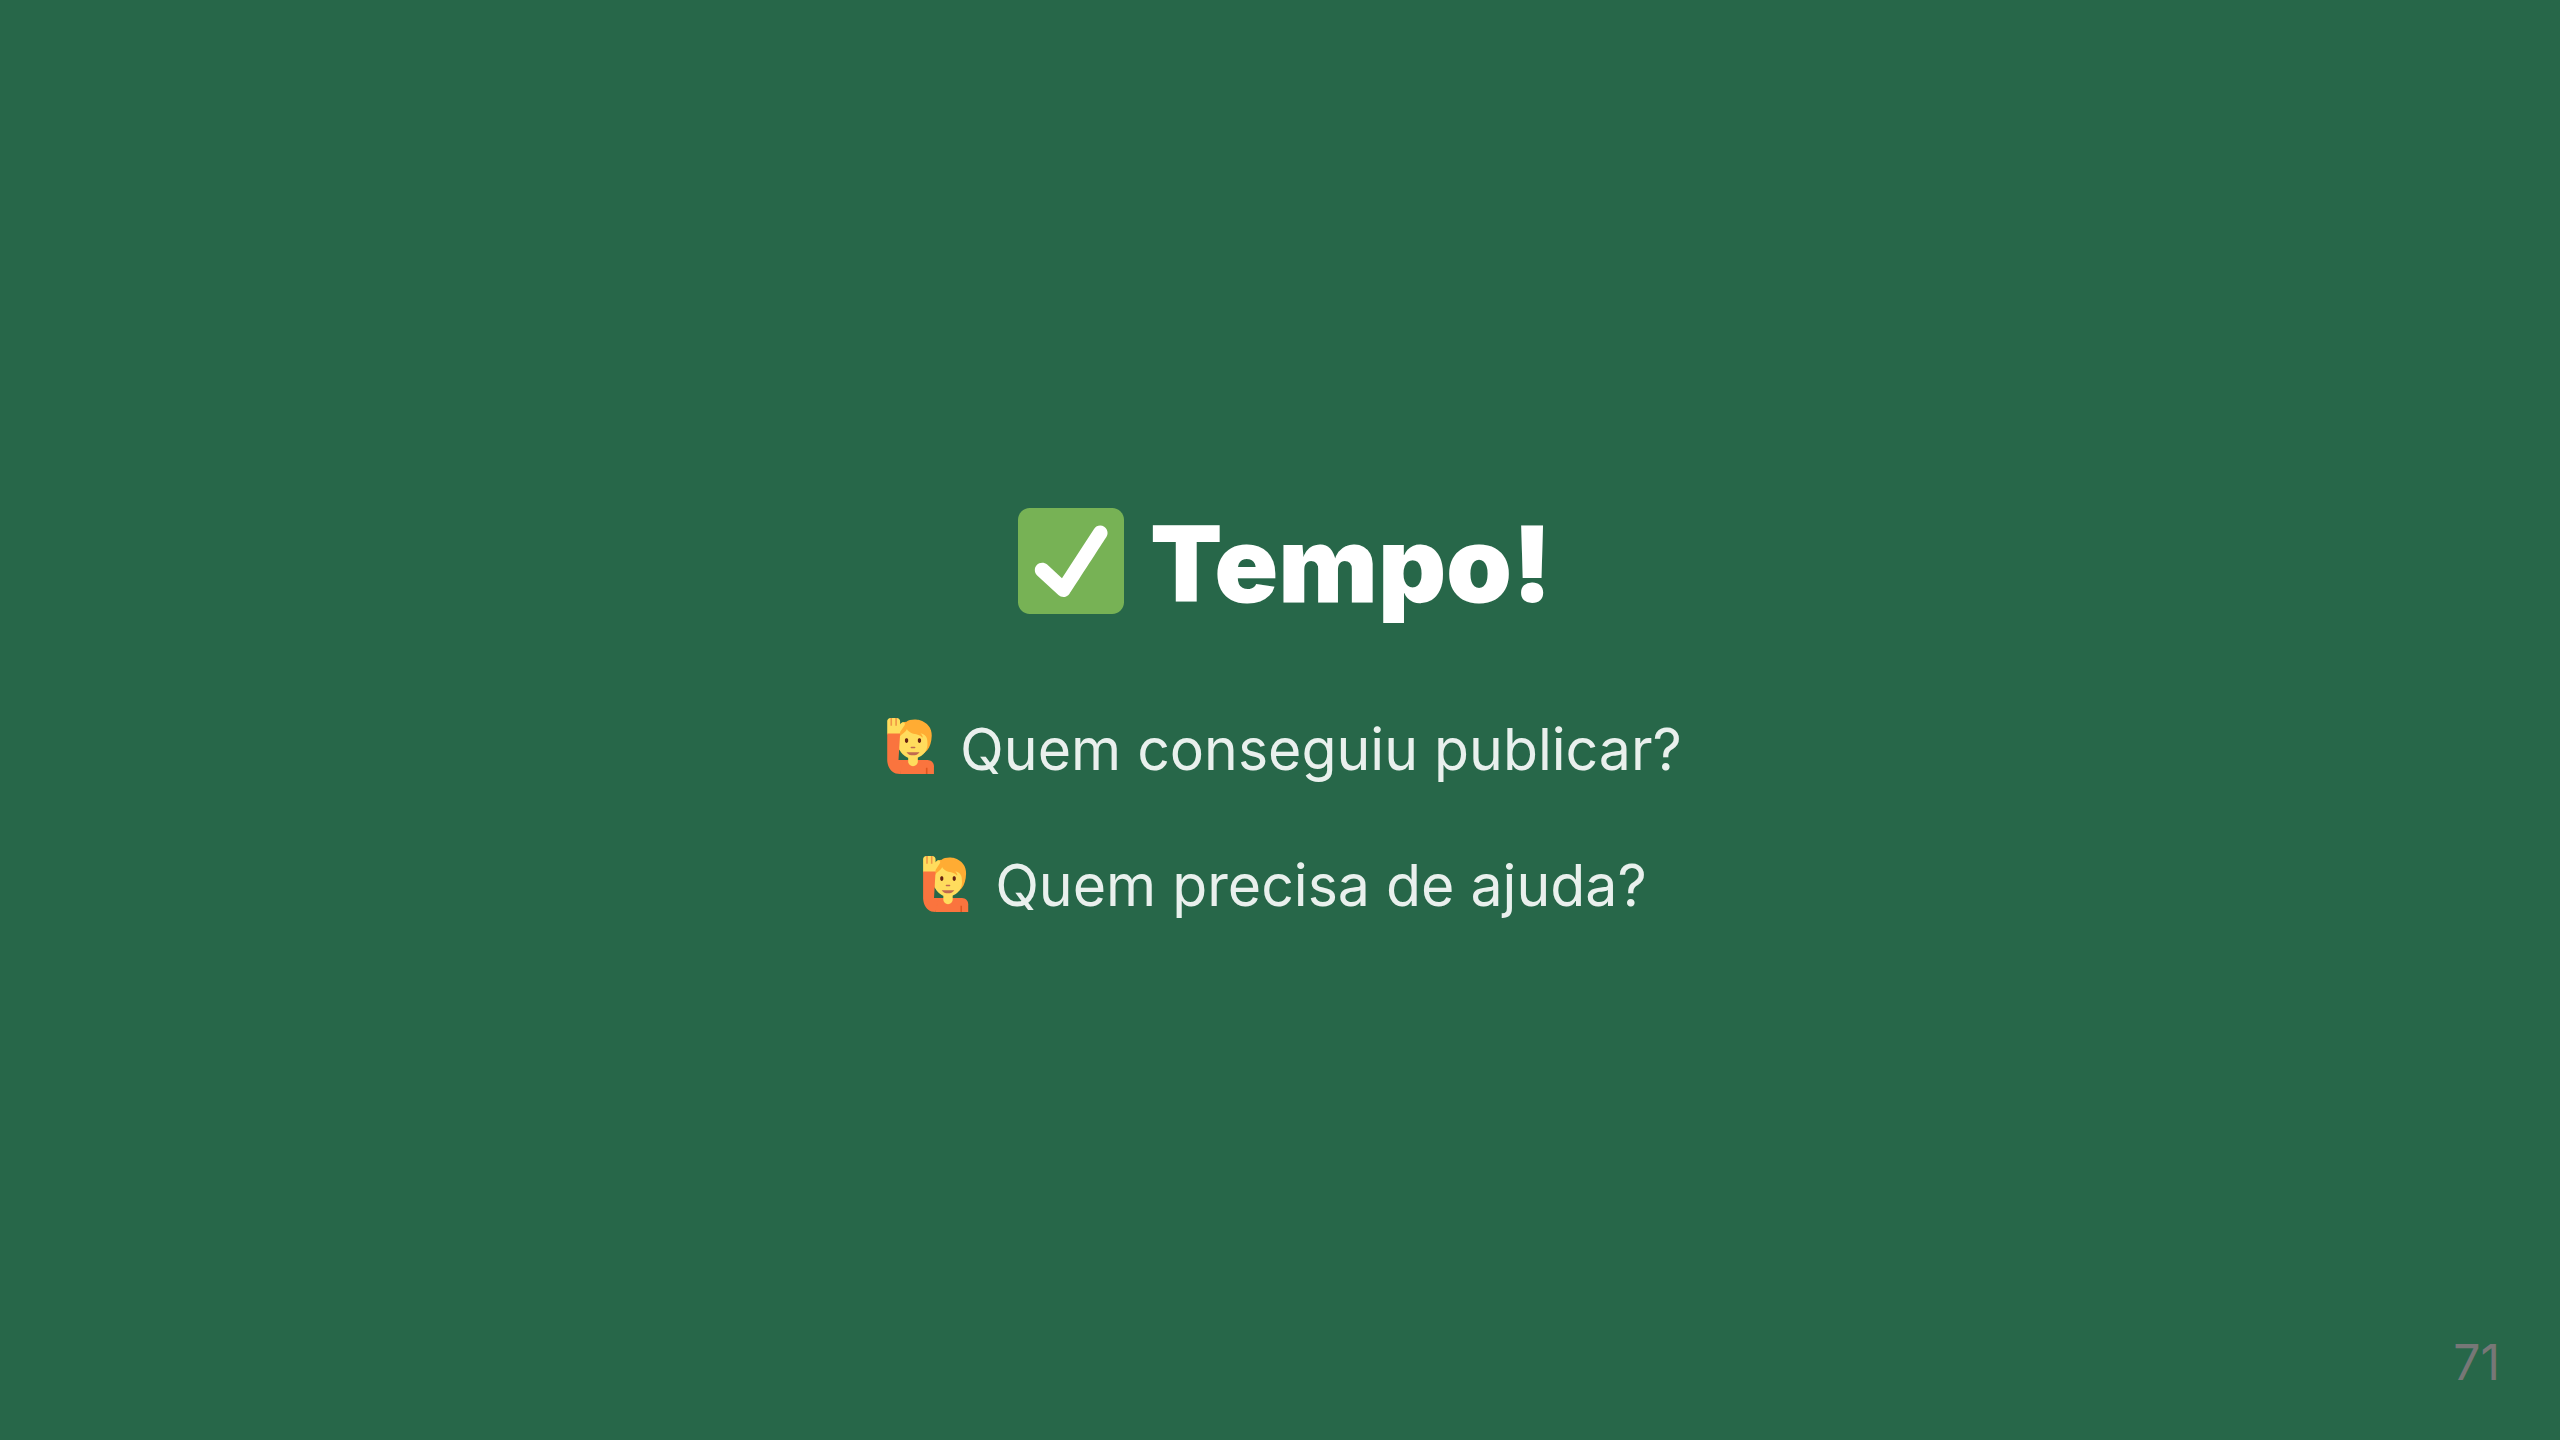 ✅ Tempo!
🙋 Quem conseguiu publicar?
🙋 Quem precisa de ajuda?
71